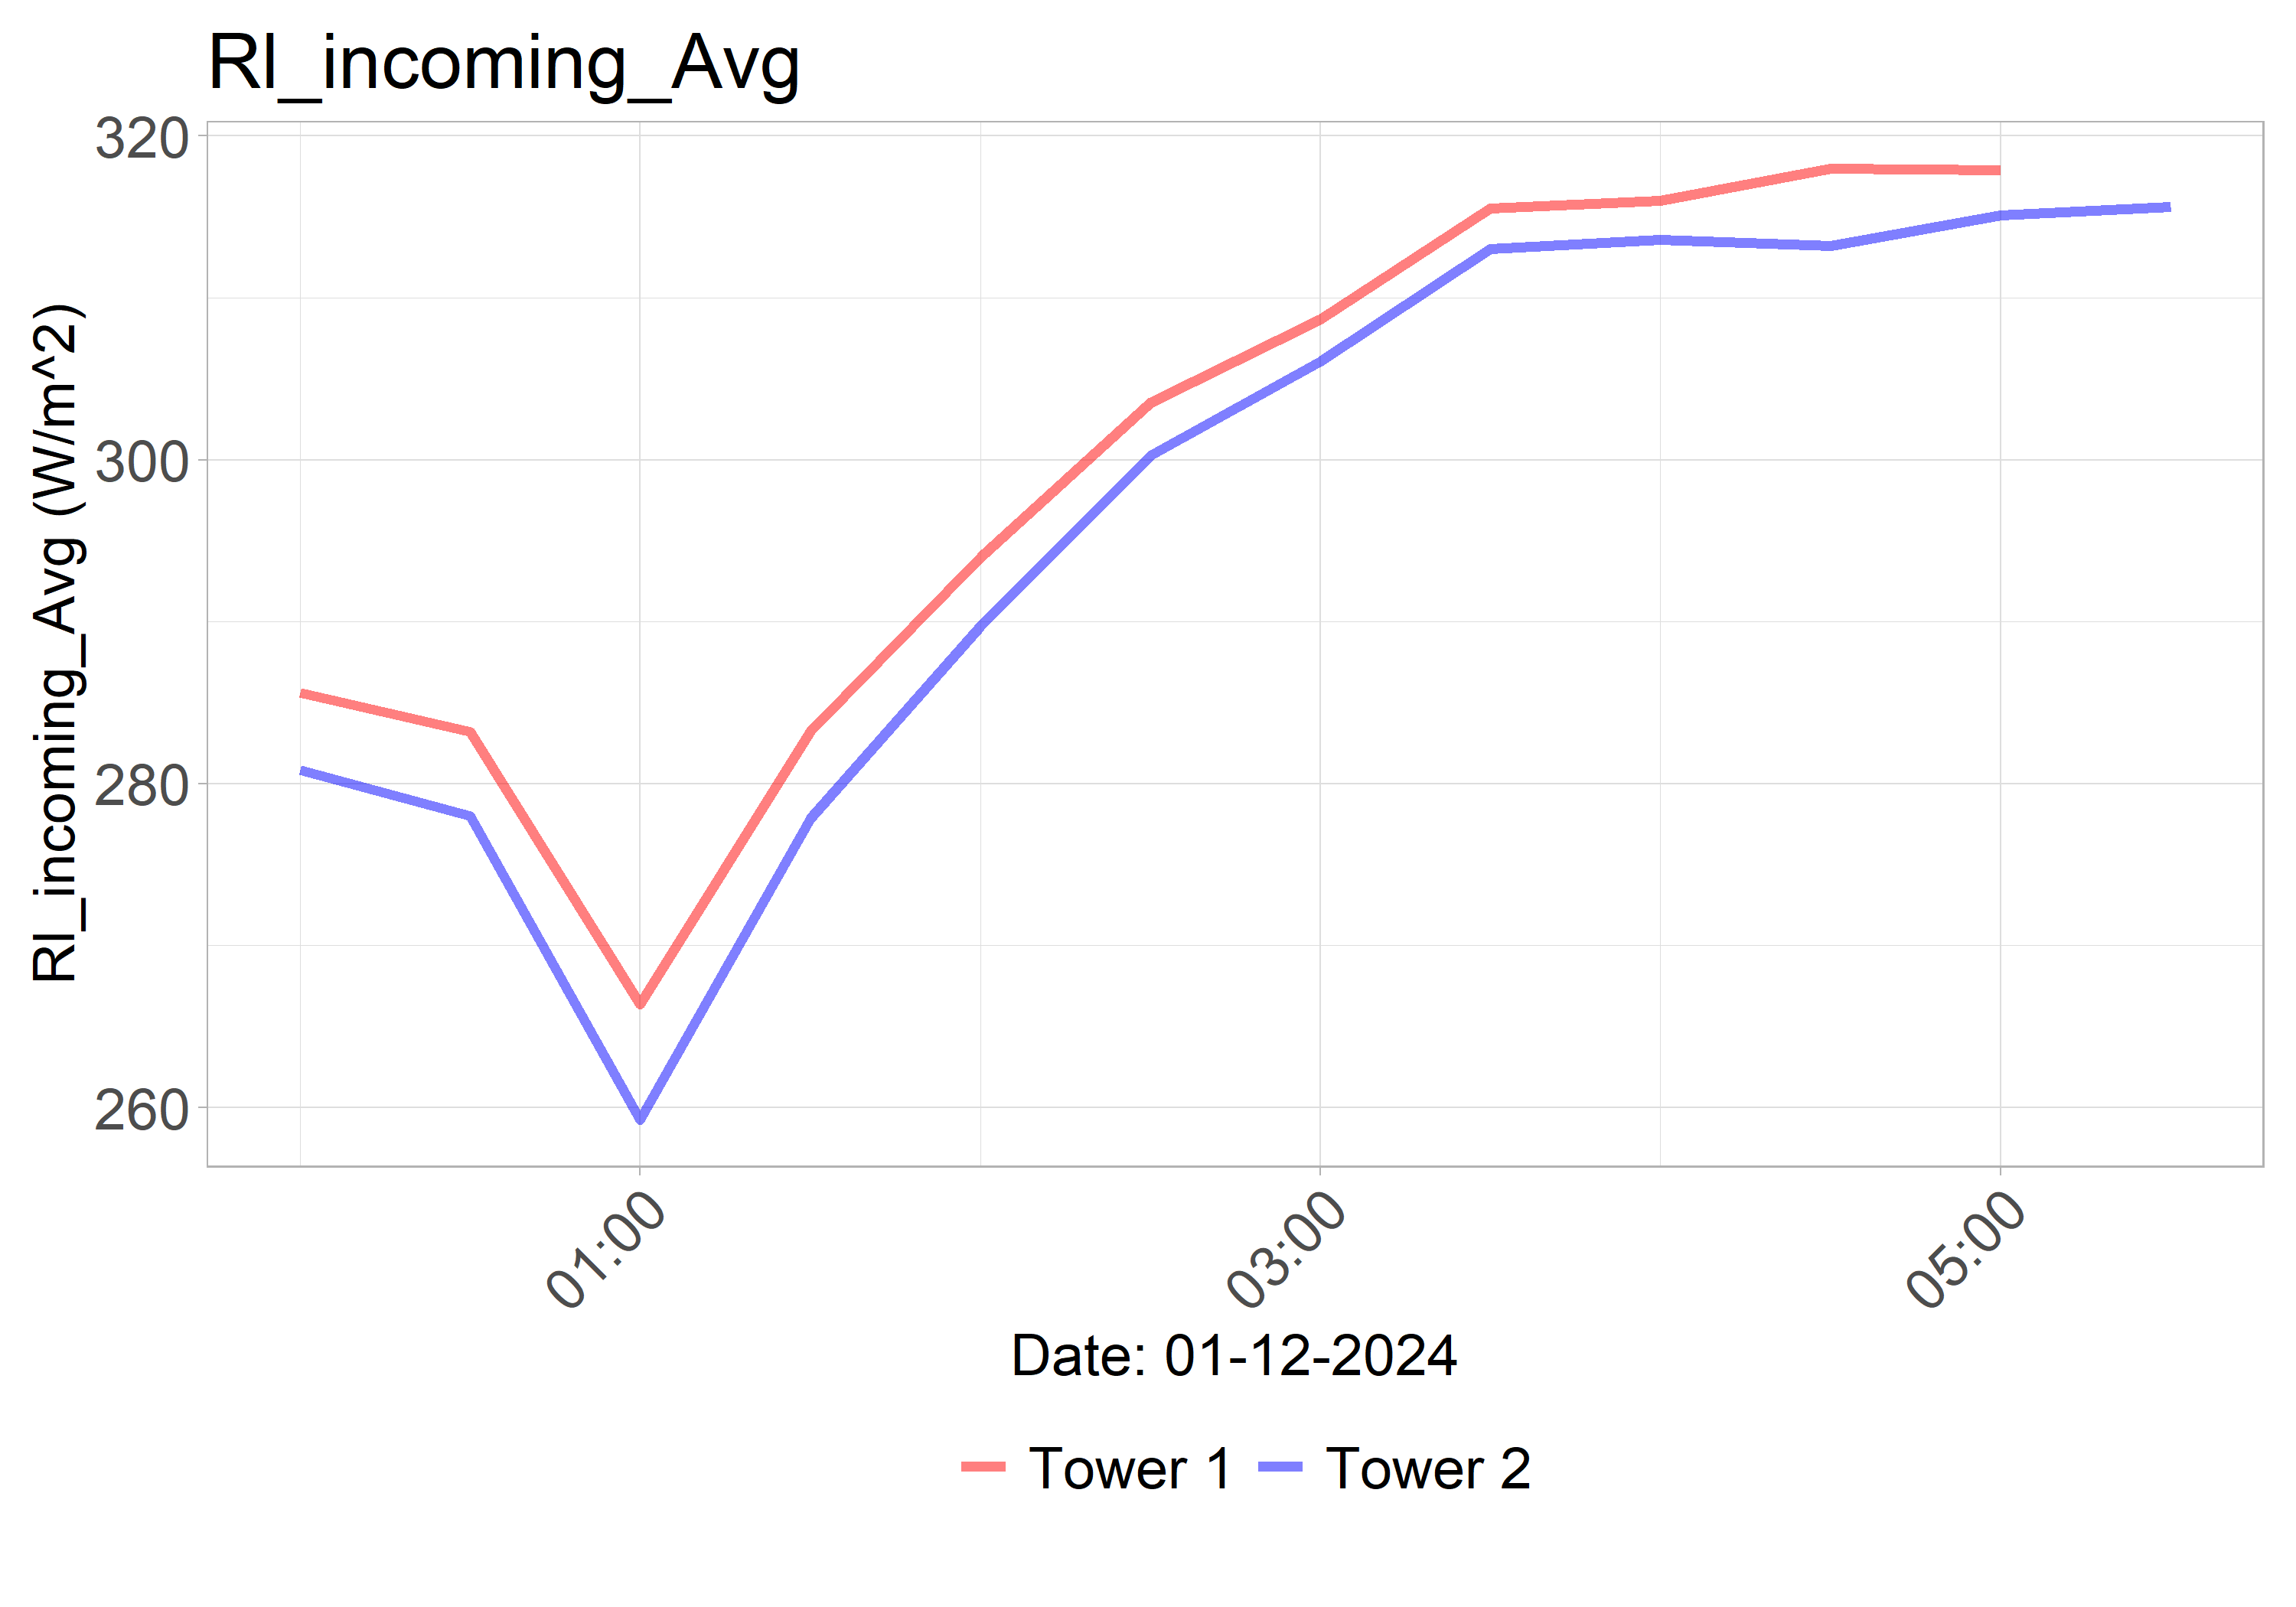 Rl_incoming_Avg
Rl_incoming_Avg (W/m^2)
320
300
280
260
01:00
03:00
05:00
Date: 01-12-2024
Tower 1
Tower 2